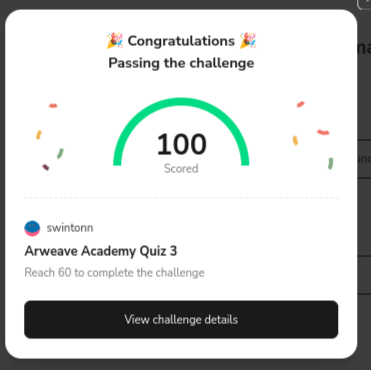 🎉 Congratulations 🎉
Passing the challenge
100
Scored
swintonn
Arweave Academy Quiz 3
Reach 60 to complete the challenge
View challenge details